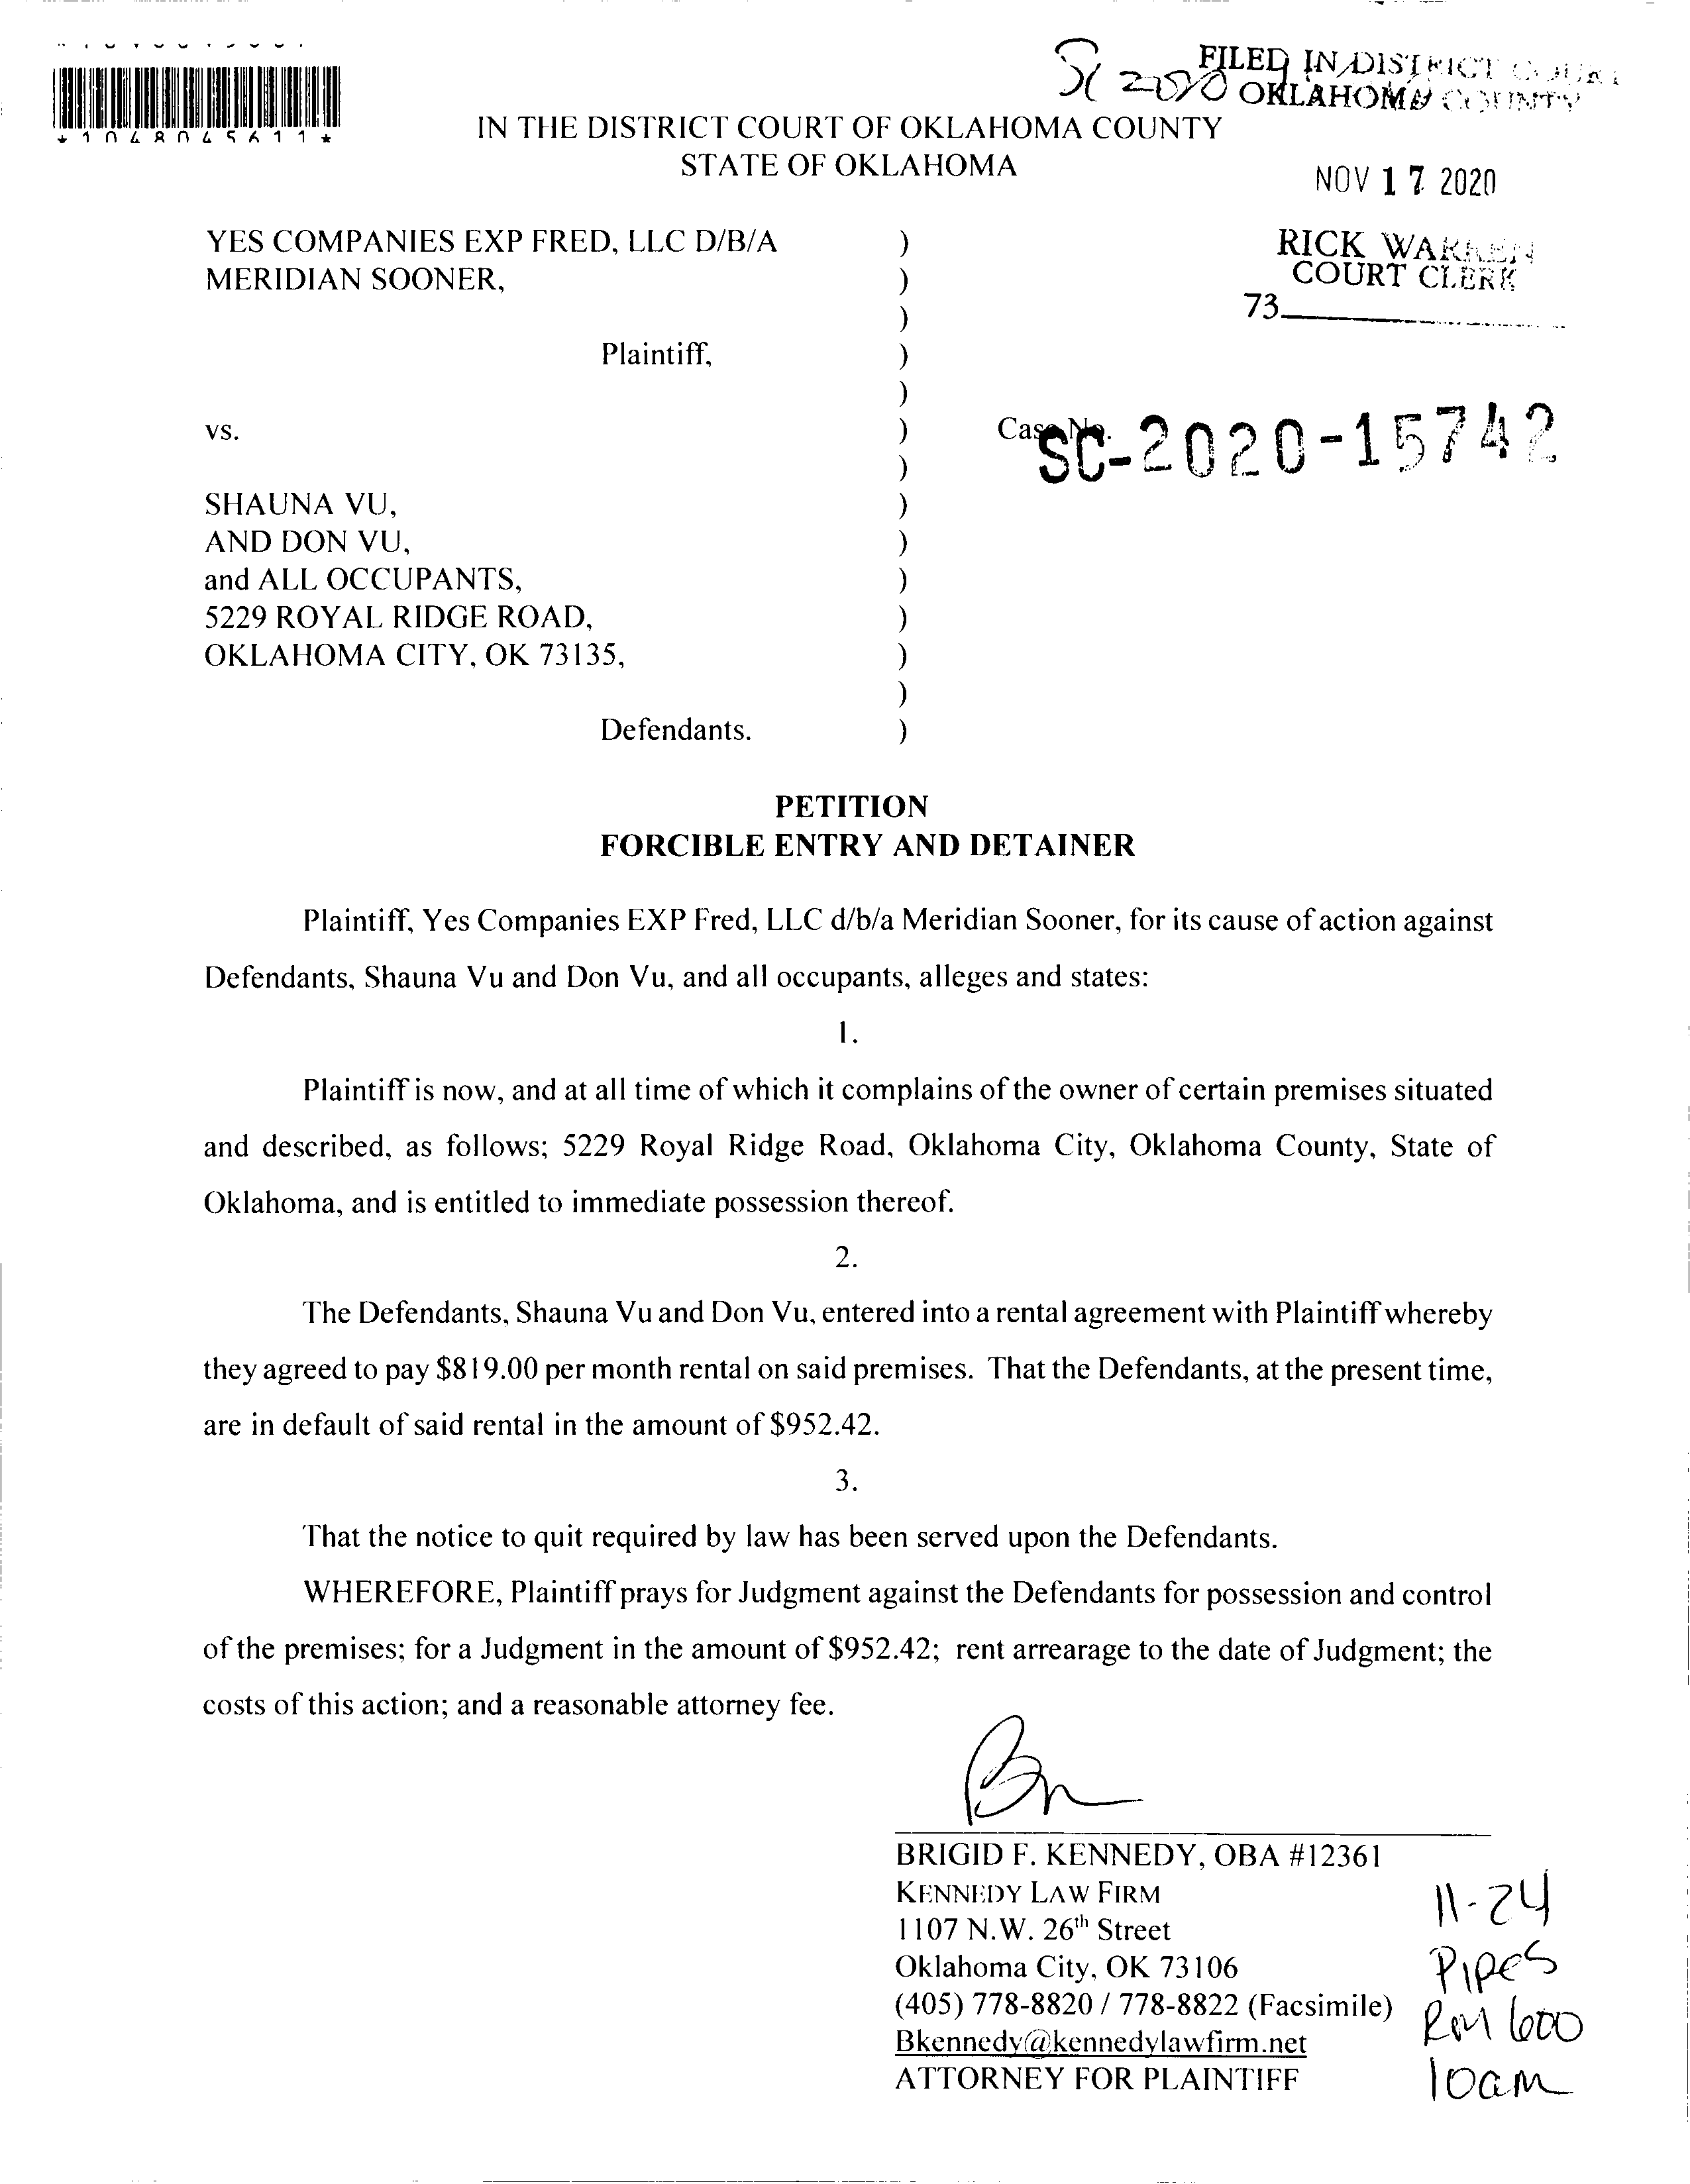 *1048045611*
FILED IN DISTRICT COURT
OKLAHOMA COUNTY
IN THE DISTRICT COURT OF OKLAHOMA COUNTY
STATE OF OKLAHOMA
NOV 17 2020
YES COMPANIES EXP FRED, LLC D/B/A )
MERIDIAN SOONER, )
)
RICK WARREN
COURT CLERK
73
Plaintiff, )
)
vs. )
Case No.
SC-2020-15742
)
SHAUNA VU, )
AND DON VU, )
and ALL OCCUPANTS, )
5229 ROYAL RIDGE ROAD, )
OKLAHOMA CITY, OK 73135, )
)
Defendants. )
PETITION
FORCIBLE ENTRY AND DETAINER
Plaintiff, Yes Companies EXP Fred, LLC d/b/a Meridian Sooner, for its cause of action against
Defendants, Shauna Vu and Don Vu, and all occupants, alleges and states:
1.
Plaintiff is now, and at all time of which it complains of the owner of certain premises situated
and described, as follows; 5229 Royal Ridge Road, Oklahoma City, Oklahoma County, State of
Oklahoma, and is entitled to immediate possession thereof.
2.
The Defendants, Shauna Vu and Don Vu, entered into a rental agreement with Plaintiff whereby
they agreed to pay $819.00 per month rental on said premises. That the Defendants, at the present time,
are in default of said rental in the amount of $952.42.
3.
That the notice to quit required by law has been served upon the Defendants.
WHEREFORE, Plaintiff prays for Judgment against the Defendants for possession and control
of the premises; for a Judgment in the amount of $952.42; rent arrearage to the date of Judgment; the
costs of this action; and a reasonable attorney fee.
BRIGID F. KENNEDY, OBA #12361
KENNEDY LAW FIRM
1107 N.W. 26th Street
Oklahoma City, OK 73106
(405) 778-8820 / 778-8822 (Facsimile)
Bkennedy@kennedylawfirm.net
ATTORNEY FOR PLAINTIFF
11-24
Pipes
Rm 600
10am